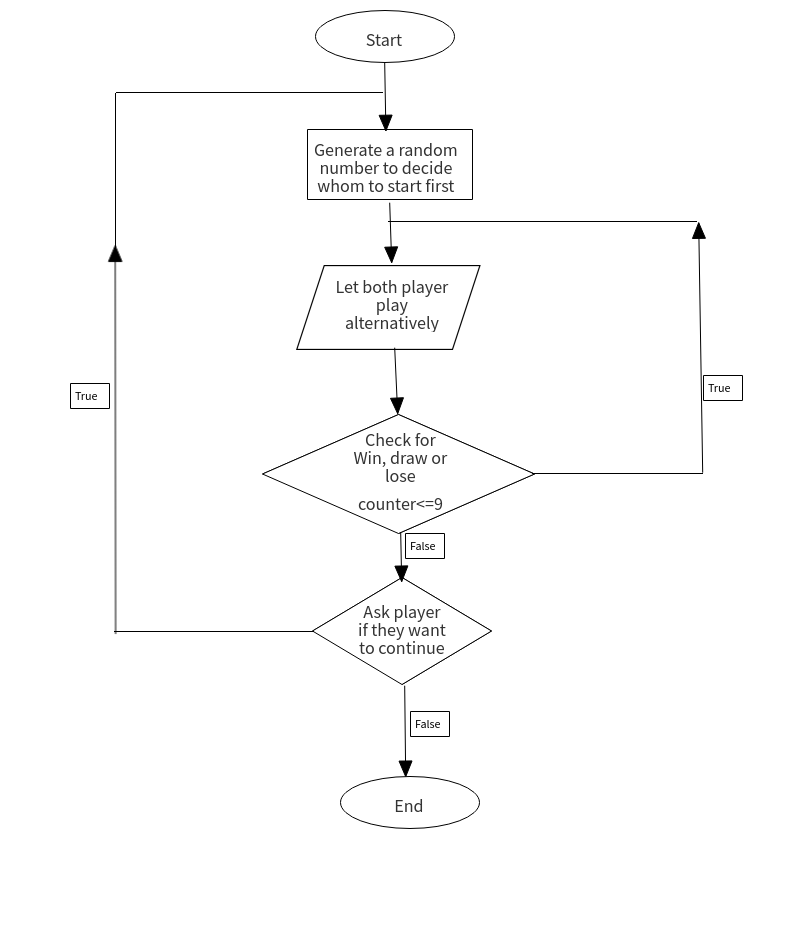 Start
Generate a random
number to decide
whom to start first
Let both player
play
alternatively
True
True
Check for
Win, draw or
lose
counter<=9
False
Ask player
if they want
to continue
False
End